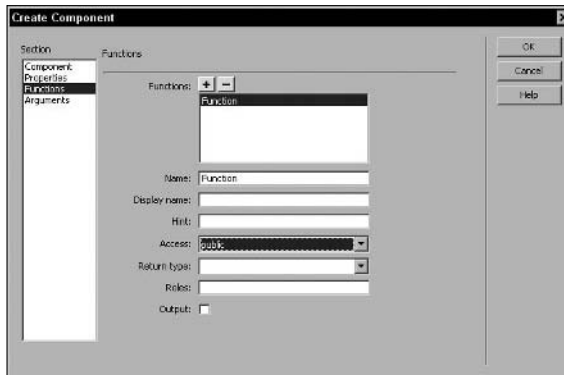 Create Component
Section
Component
Properties
Functions
Arguments
Functions
Functions:
Function
Name: Function
Display name:
Hint:
Access: public
Return type:
Roles:
Output:
OK
Cancel
Help